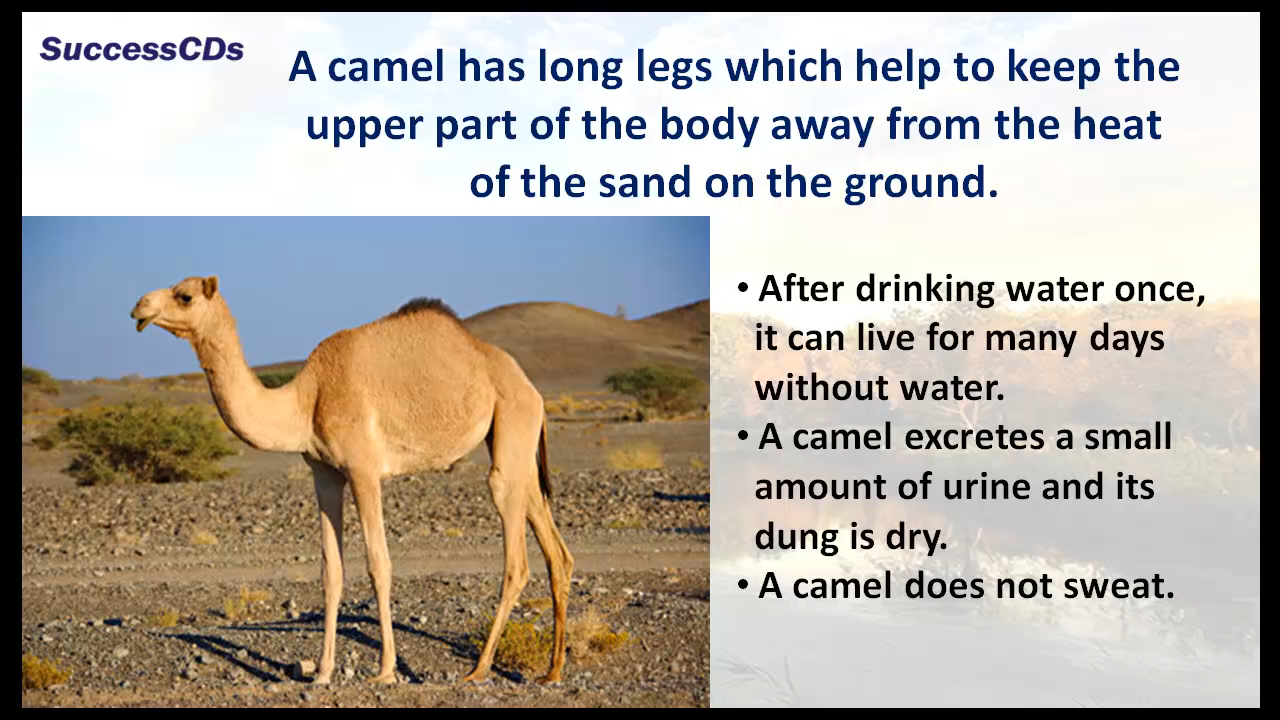 SuccessCDs
A camel has long legs which help to keep the
upper part of the body away from the heat
of the sand on the ground.
• After drinking water once,
it can live for many days
without water.
• A camel excretes a small
amount of urine and its
dung is dry.
• A camel does not sweat.